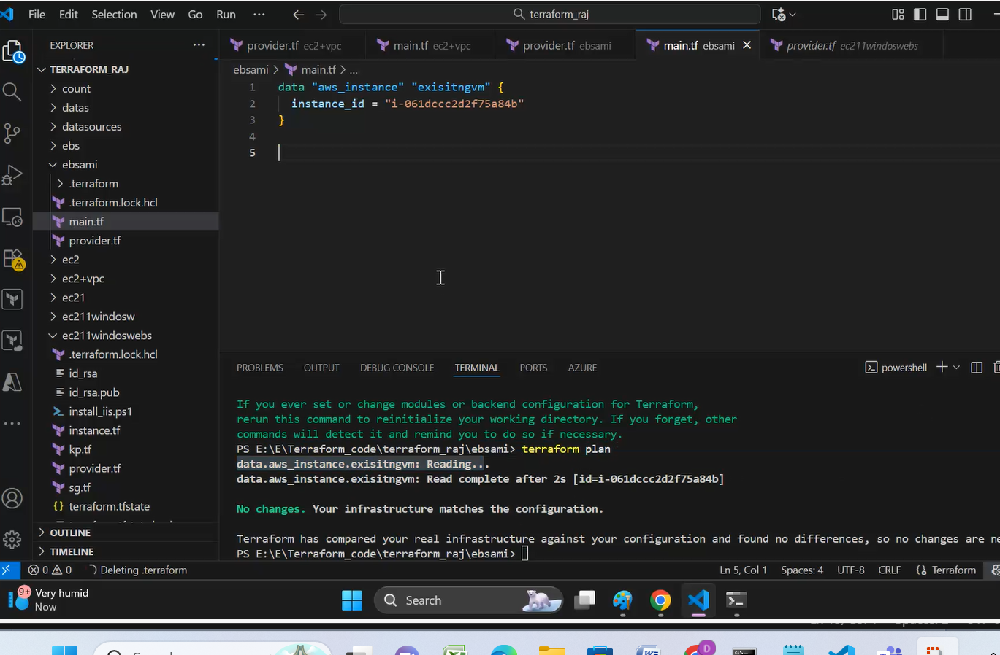 File Edit Selection View Go Run ···
terraform_raj
EXPLORER ···
provider.tf ec2+vpc
main.tf ec2+vpc
provider.tf ebsami
main.tf ebsami
provider.tf ec211windoswebs
TERRAFORM_RAJ
count
datas
datasources
ebs
ebsami
.terraform
.terraform.lock.hcl
main.tf
provider.tf
ec2
ec2+vpc
ec21
ec211windosw
ec211windoswebs
.terraform.lock.hcl
id_rsa
id_rsa.pub
install_iis.ps1
instance.tf
kp.tf
provider.tf
sg.tf
terraform.tfstate
OUTLINE
TIMELINE
ebsami > main.tf > ...
1 data "aws_instance" "exisitngvm" {
2 instance_id = "i-061dccc2d2f75a84b"
3 }
4
5
PROBLEMS OUTPUT DEBUG CONSOLE TERMINAL PORTS AZURE
powershell
If you ever set or change modules or backend configuration for Terraform,
rerun this command to reinitialize your working directory. If you forget, other
commands will detect it and remind you to do so if necessary.
PS E:\E\Terraform_code\terraform_raj\ebsami> terraform plan
data.aws_instance.exisitngvm: Reading...
data.aws_instance.exisitngvm: Read complete after 2s [id=i-061dccc2d2f75a84b]
No changes. Your infrastructure matches the configuration.
Terraform has compared your real infrastructure against your configuration and found no differences, so no changes are ne
PS E:\E\Terraform_code\terraform_raj\ebsami>
0 0 Deleting .terraform
Ln 5, Col 1 Spaces: 4 UTF-8 CRLF {} Terraform
9+
Very humid
Now
Search
D